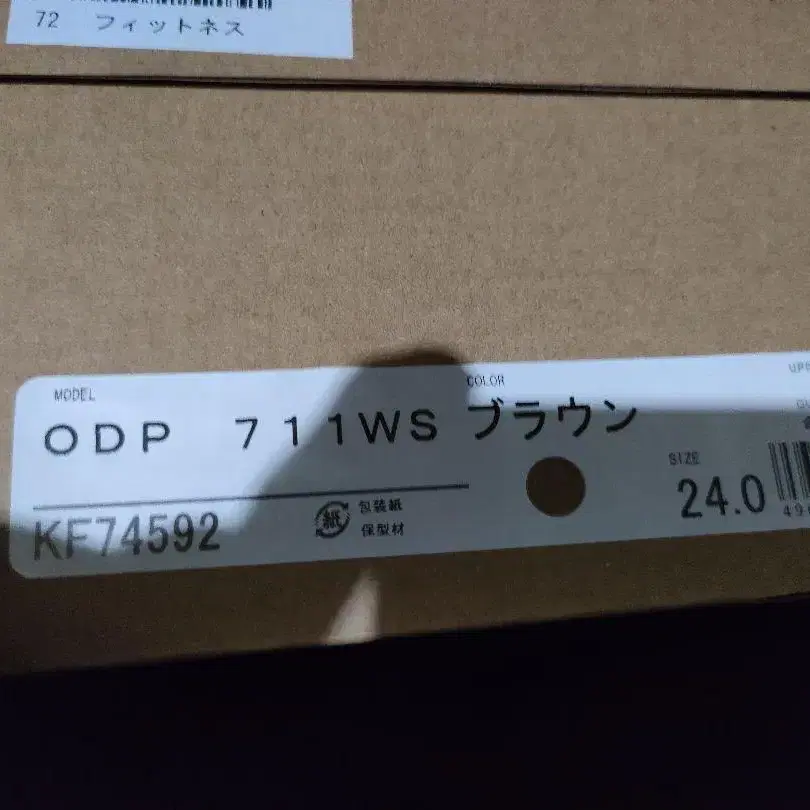 72 フィットネス
MODEL
ODP 711WS
COLOR
ブラウン
SIZE
24.0
KF74592
紙
包装紙
保型材